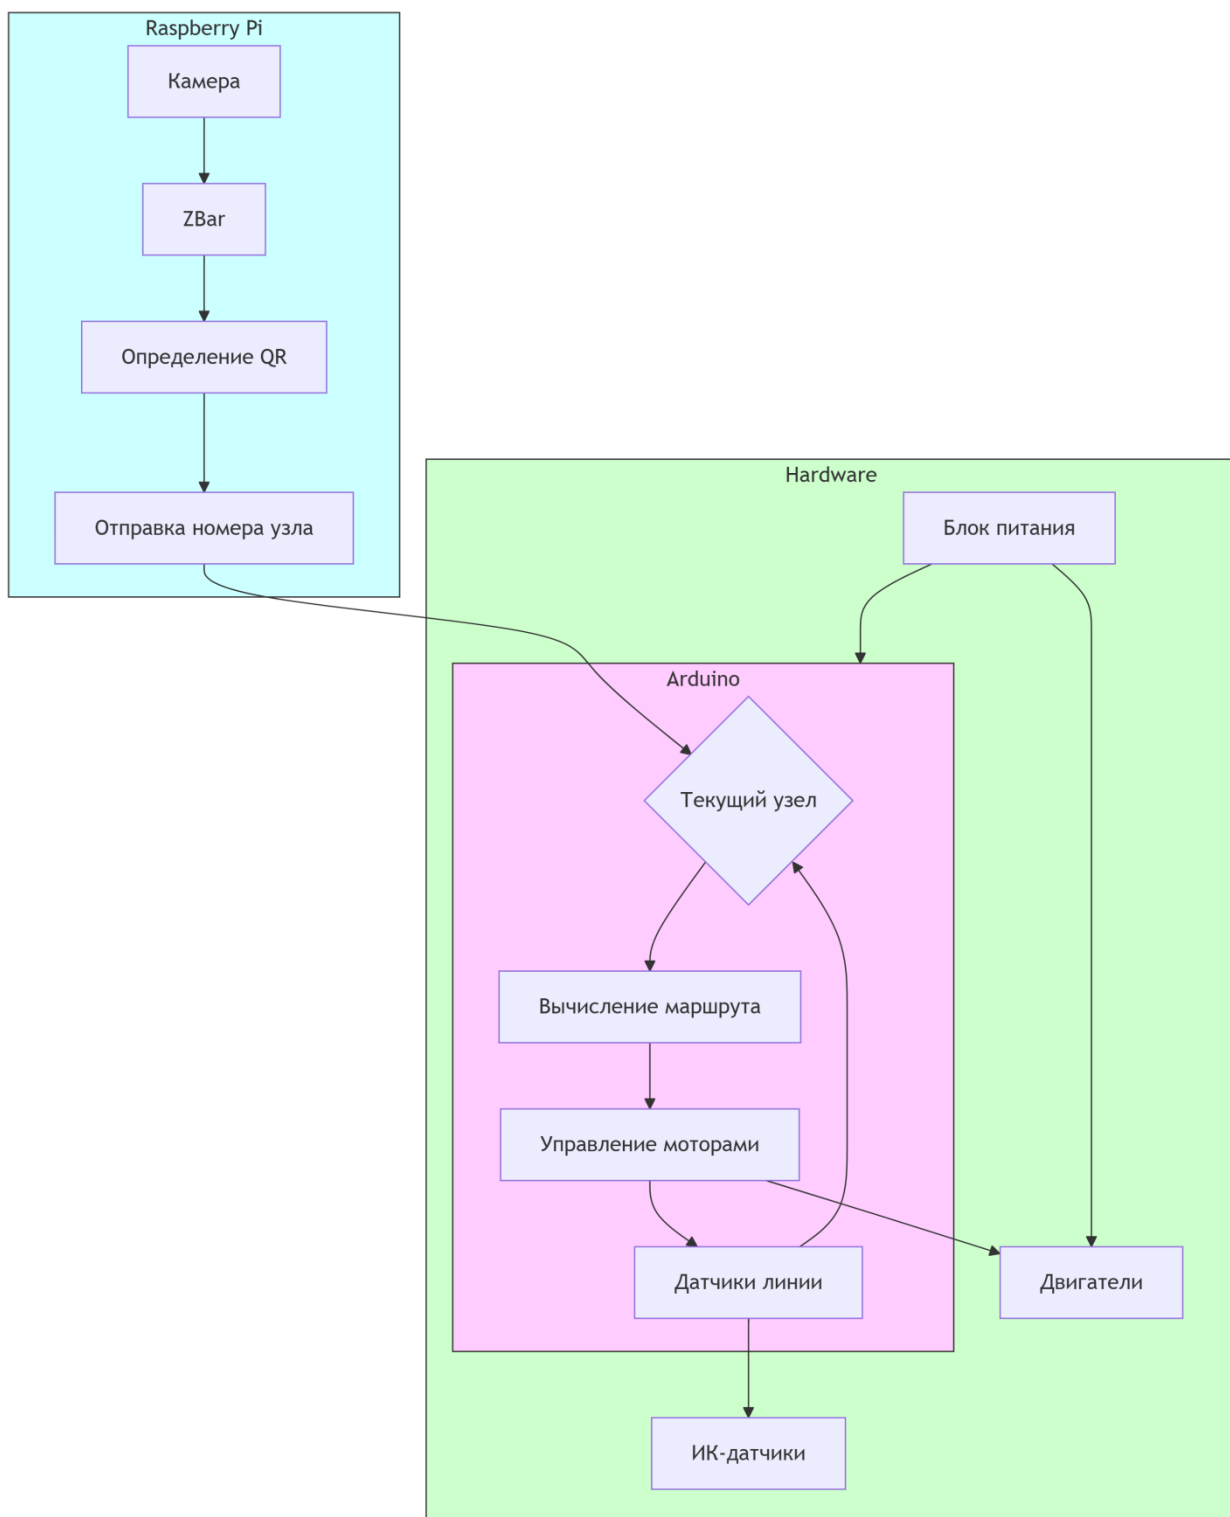 Raspberry Pi
Камера
ZBar
Определение QR
Отправка номера узла
Hardware
Блок питания
Arduino
Текущий узел
Вычисление маршрута
Управление моторами
Датчики линии
Двигатели
ИК-датчики